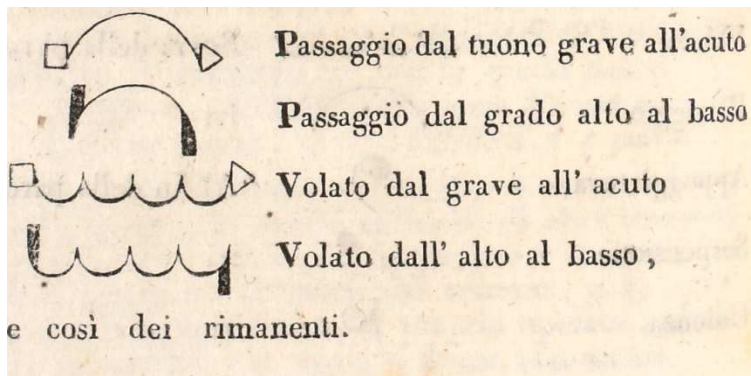 Passaggio dal tuono grave all'acuto
Passaggio dal grado alto al basso
Volato dal grave all' acuto
Volato dall' alto al basso,
e così dei rimanenti.